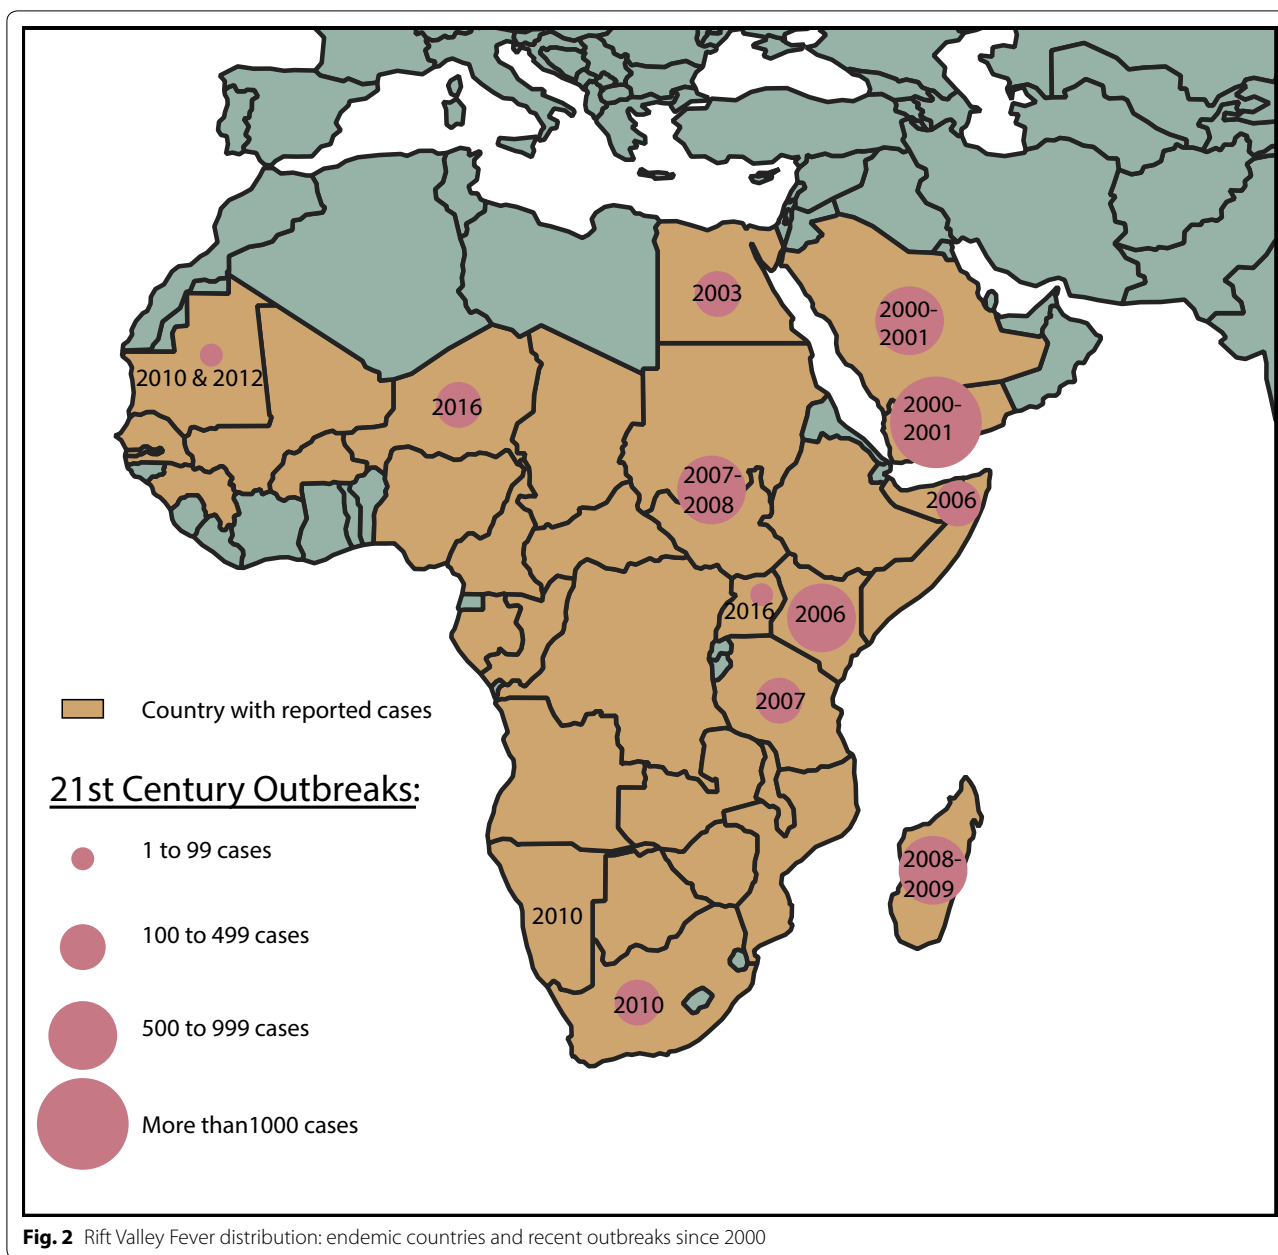 2003
2000-
2001
2010 & 2012
2016
2000-
2001
2007-
2008
2006
2016
2006
2007
2008-
2009
2010
2010
Country with reported cases
21st Century Outbreaks:
1 to 99 cases
100 to 499 cases
500 to 999 cases
More than1000 cases
Fig. 2 Rift Valley Fever distribution: endemic countries and recent outbreaks since 2000